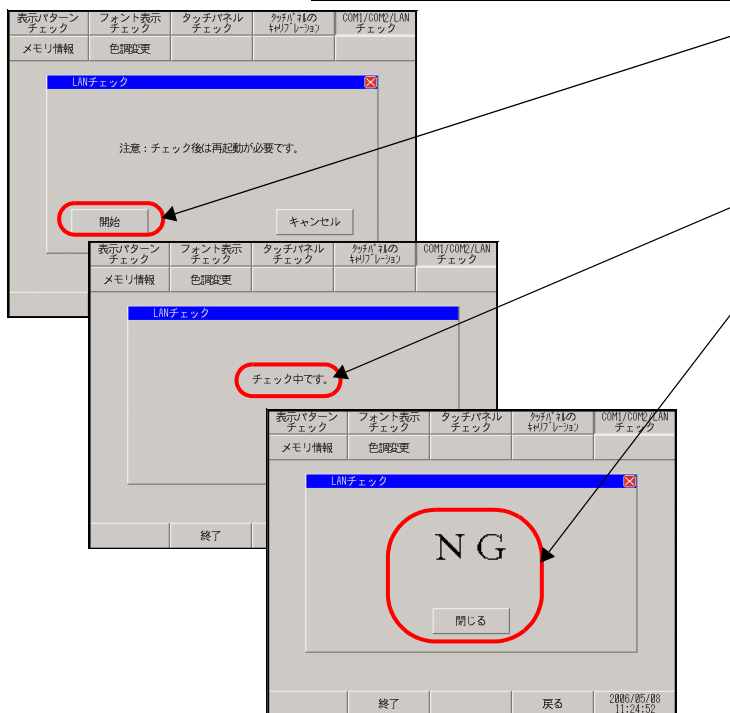 表示パターン
チェック
フォント表示
チェック
タッチパネル
チェック
タッチパネルの
キャリブレーション
COM1/COM2/LAN
チェック
メモリ情報
色調変更
LANチェック
注意：チェック後は再起動が必要です。
開始
キャンセル
表示パターン
チェック
フォント表示
チェック
タッチパネル
チェック
タッチパネルの
キャリブレーション
COM1/COM2/LAN
チェック
メモリ情報
色調変更
LANチェック
チェック中です。
終了
表示パターン
チェック
フォント表示
チェック
タッチパネル
チェック
タッチパネルの
キャリブレーション
COM1/COM2/LAN
チェック
メモリ情報
色調変更
LANチェック
NG
閉じる
終了
戻る
2006/05/08
11:24:52